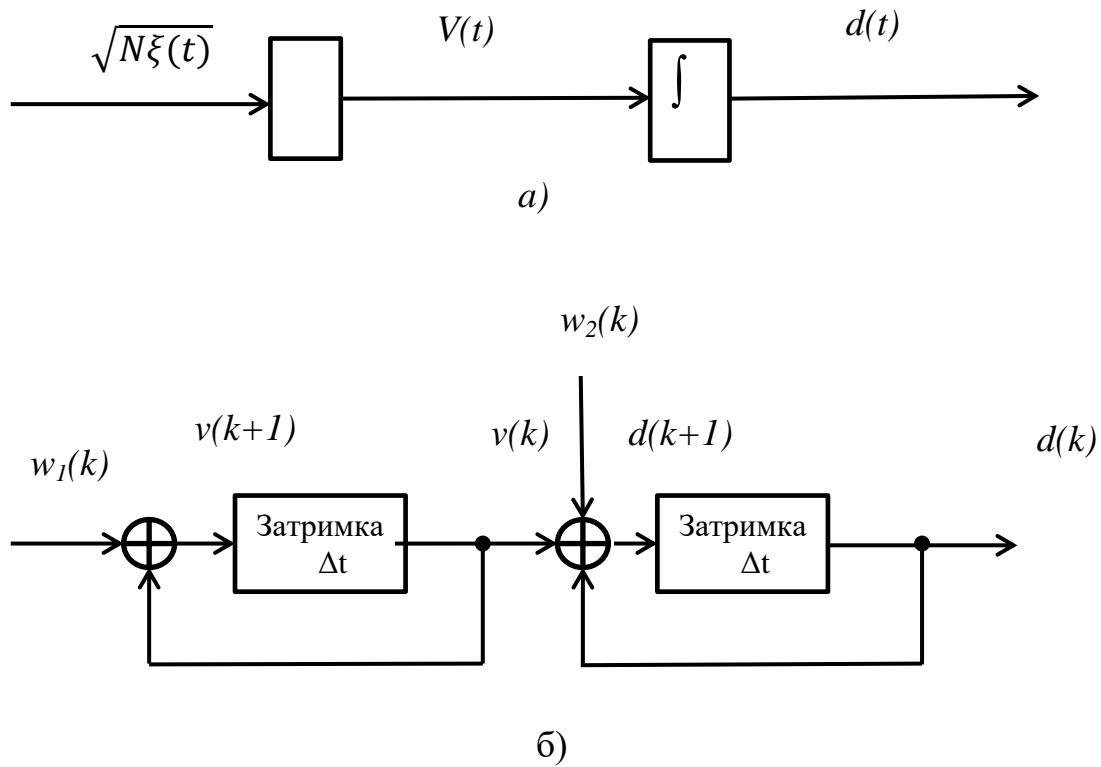 √Nξ(t)
V(t)
d(t)
∫
а)
w₂(k)
v(k+1)
v(k)
d(k+1)
d(k)
w₁(k)
Затримка
Δt
Затримка
Δt
б)